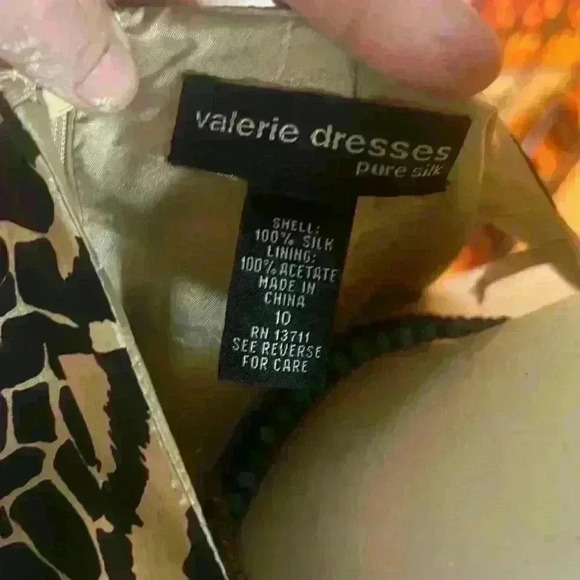 valerie dresses
pure silk
SHELL:
100% SILK
LINING:
100% ACETATE
MADE IN
CHINA
10
RN 13711
SEE REVERSE
FOR CARE